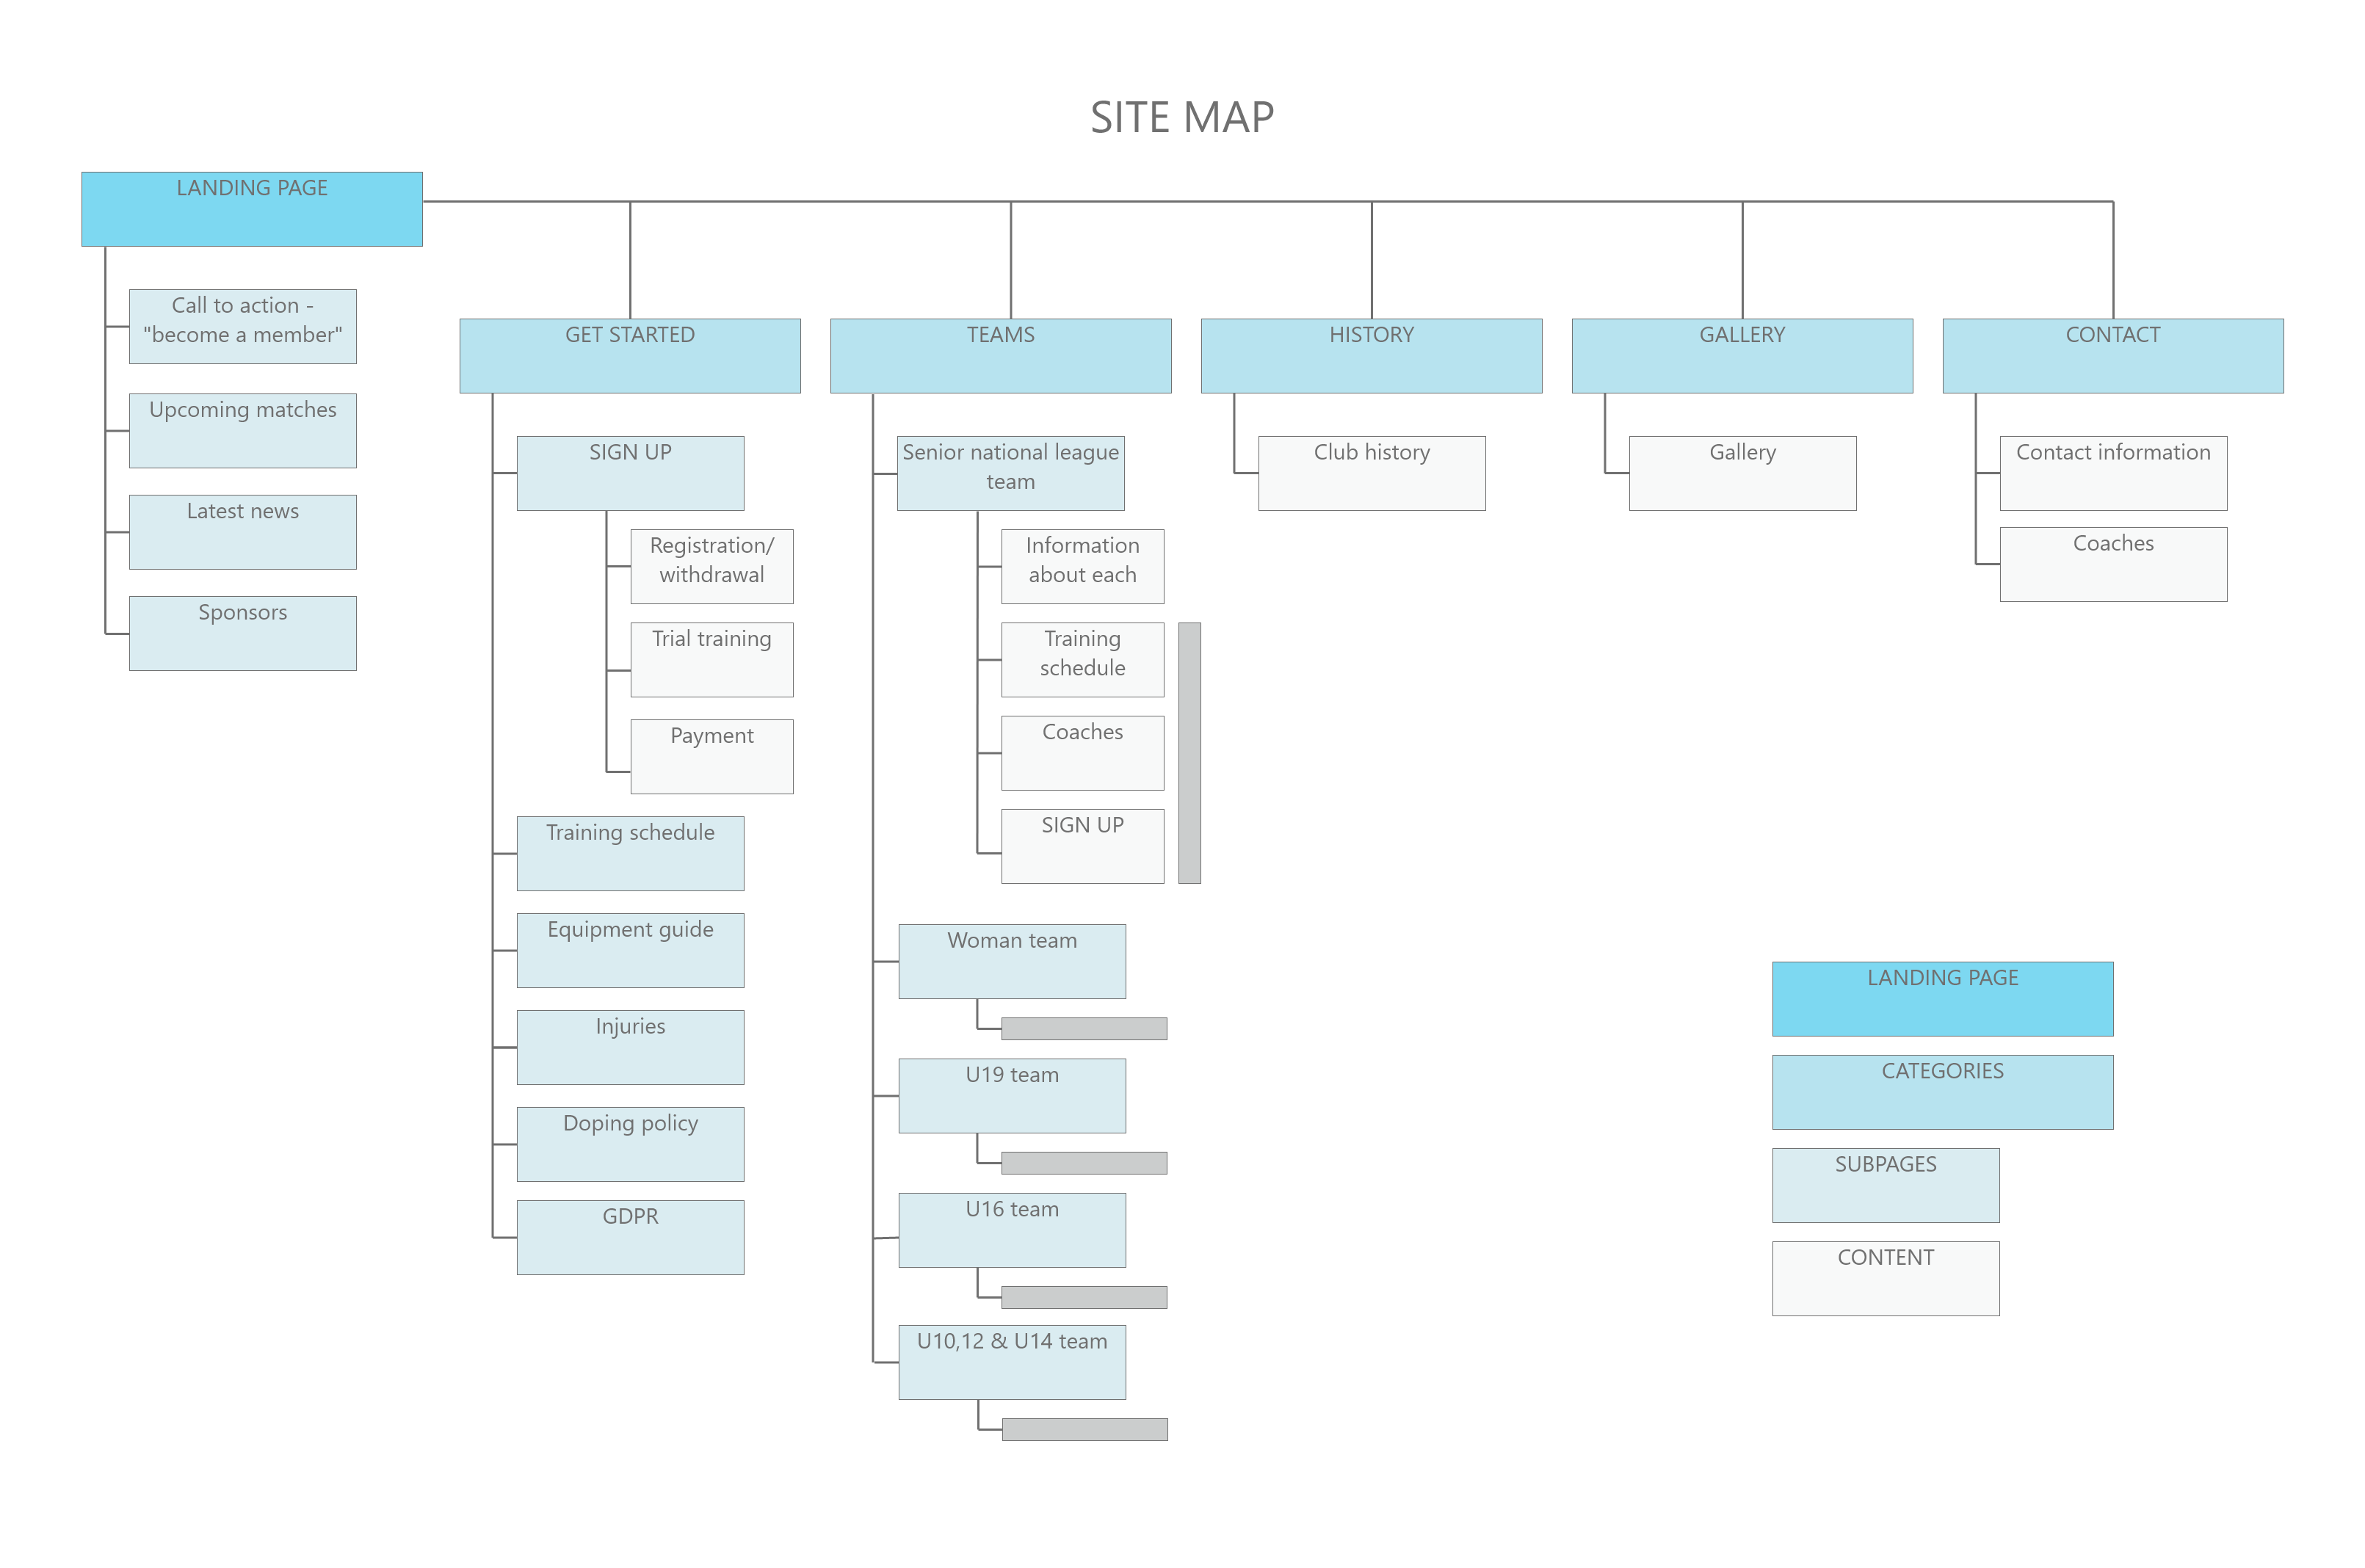 SITE MAP
LANDING PAGE
Call to action -
"become a member"
Upcoming matches
Latest news
Sponsors
GET STARTED
SIGN UP
Registration/
withdrawal
Trial training
Payment
Training schedule
Equipment guide
Injuries
Doping policy
GDPR
TEAMS
Senior national league
team
Information
about each
Training
schedule
Coaches
SIGN UP
Woman team
U19 team
U16 team
U10,12 & U14 team
HISTORY
Club history
GALLERY
Gallery
CONTACT
Contact information
Coaches
LANDING PAGE
CATEGORIES
SUBPAGES
CONTENT